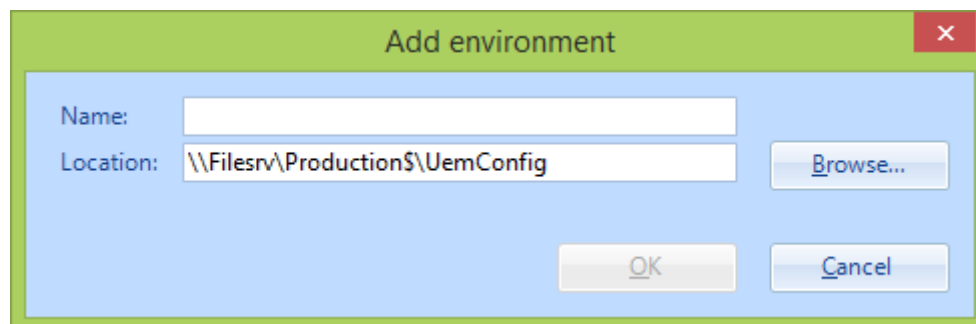 Add environment
Name:
Location: \\Filesrv\Production$\UemConfig Browse...
OK Cancel